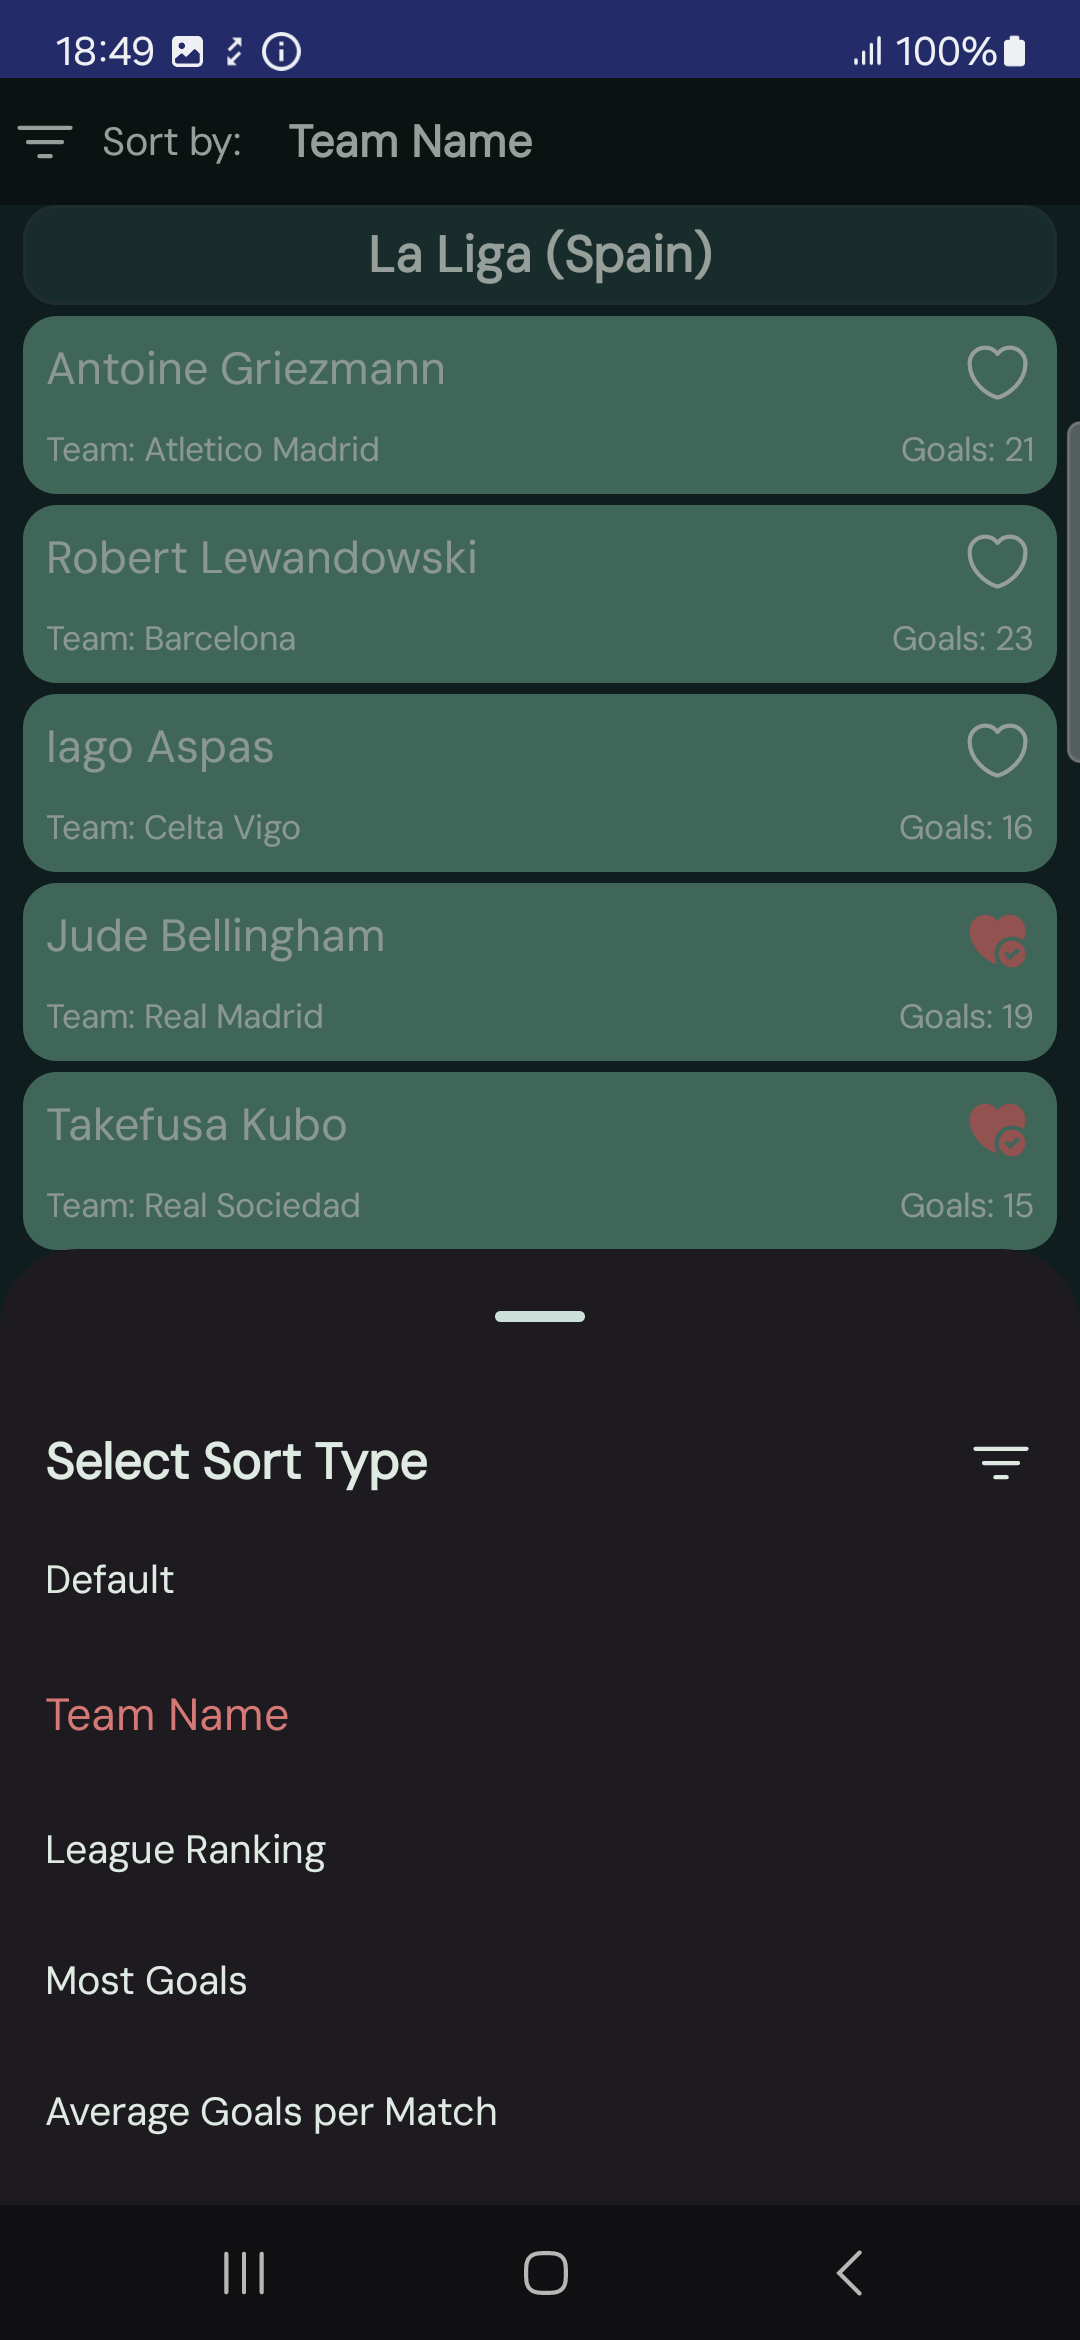 18:49 100%
Sort by: Team Name
La Liga (Spain)
Antoine Griezmann
Team: Atletico Madrid Goals: 21
Robert Lewandowski
Team: Barcelona Goals: 23
Iago Aspas
Team: Celta Vigo Goals: 16
Jude Bellingham
Team: Real Madrid Goals: 19
Takefusa Kubo
Team: Real Sociedad Goals: 15
Select Sort Type
Default
Team Name
League Ranking
Most Goals
Average Goals per Match